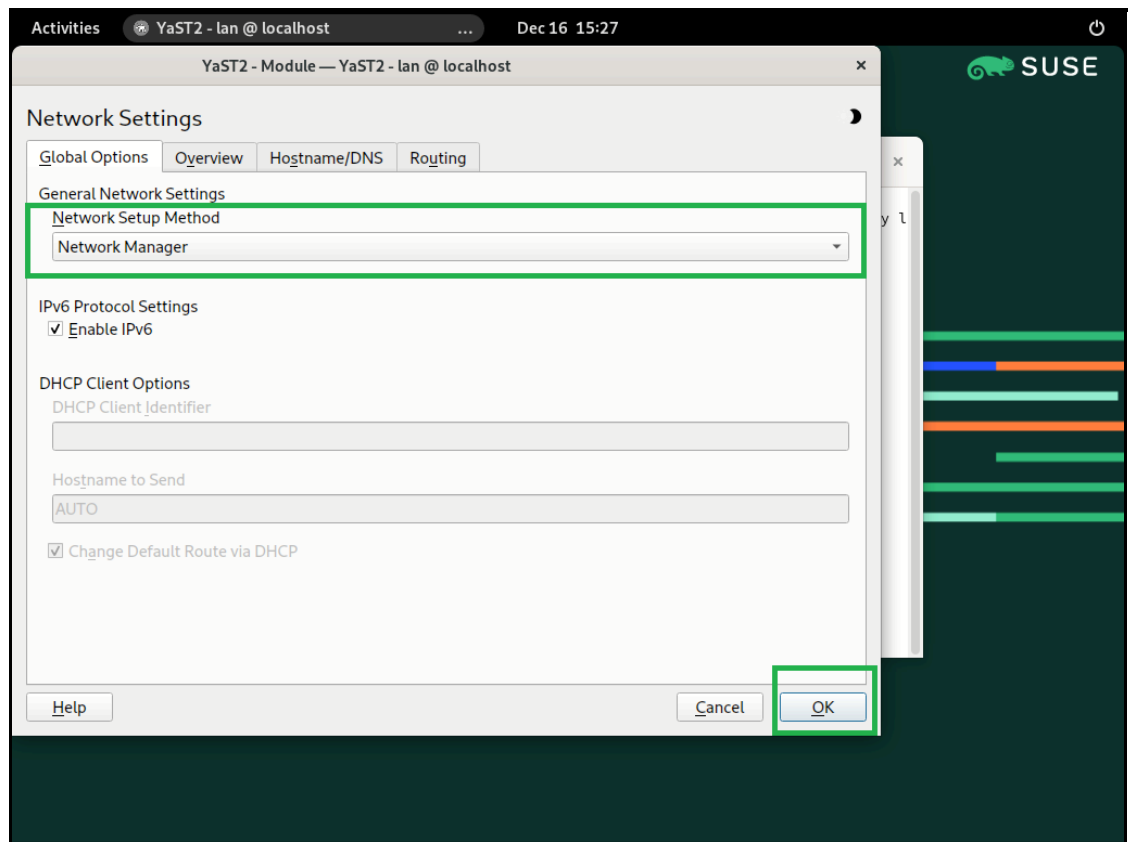 Activities YaST2 - lan @ localhost ... Dec 16 15:27
YaST2 - Module — YaST2 - lan @ localhost ×
SUSE
Network Settings
Global Options Overview Hostname/DNS Routing
×
General Network Settings
Network Setup Method
y l
Network Manager
IPv6 Protocol Settings
Enable IPv6
DHCP Client Options
DHCP Client Identifier
Hostname to Send
AUTO
Change Default Route via DHCP
Help Cancel OK